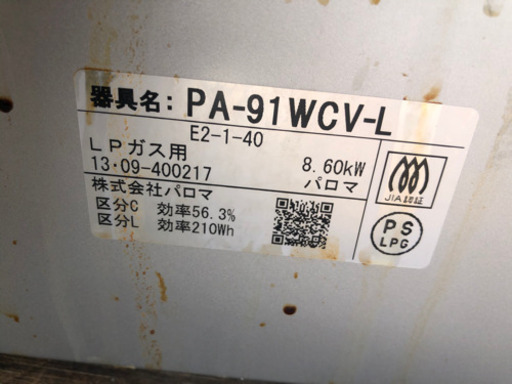 器具名: PA-91WCV-L
E2-1-40
LPガス用 8.60kW
13・09-400217 パロマ
株式会社パロマ
区分C 効率56.3%
区分L 効率210Wh
JIA認証
PS
LPG